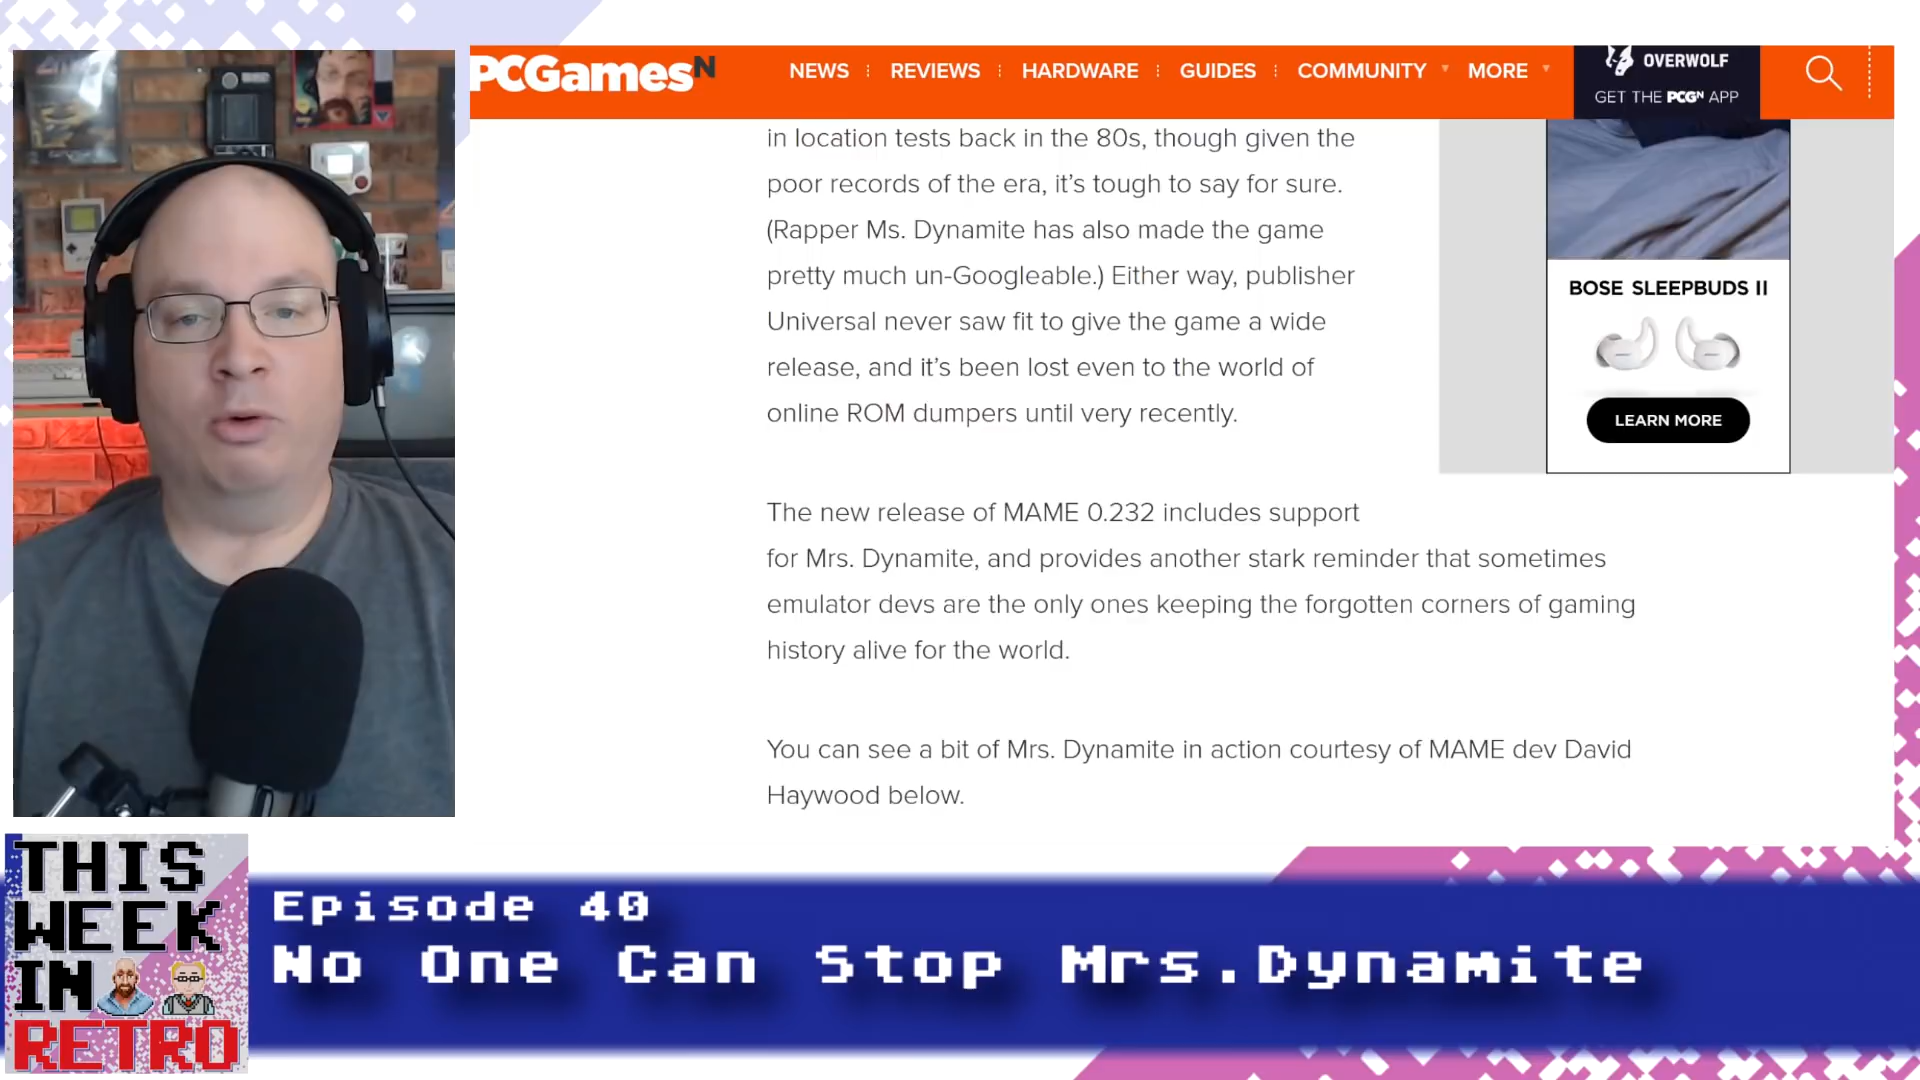 PCGamesN
NEWS
REVIEWS
HARDWARE
GUIDES
COMMUNITY
MORE
OVERWOLF
GET THE PCGN APP
in location tests back in the 80s, though given the
poor records of the era, it's tough to say for sure.
(Rapper Ms. Dynamite has also made the game
pretty much un-Googleable.) Either way, publisher
Universal never saw fit to give the game a wide
release, and it's been lost even to the world of
online ROM dumpers until very recently.
BOSE SLEEPBUDS II
LEARN MORE
The new release of MAME 0.232 includes support
for Mrs. Dynamite, and provides another stark reminder that sometimes
emulator devs are the only ones keeping the forgotten corners of gaming
history alive for the world.
You can see a bit of Mrs. Dynamite in action courtesy of MAME dev David
Haywood below.
THIS
WEEK
IN
RETRO
Episode 40
No One Can Stop Mrs.Dynamite